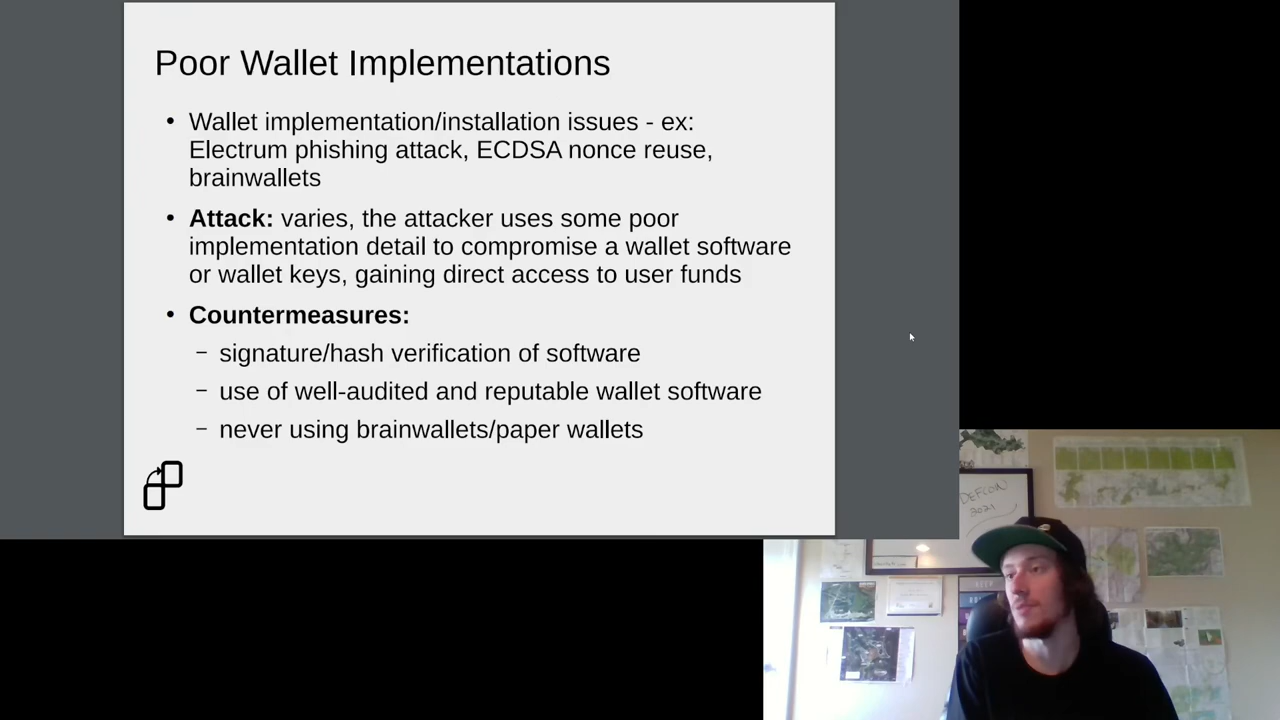 Poor Wallet Implementations
• Wallet implementation/installation issues - ex:
Electrum phishing attack, ECDSA nonce reuse,
brainwallets
• Attack: varies, the attacker uses some poor
implementation detail to compromise a wallet software
or wallet keys, gaining direct access to user funds
• Countermeasures:
– signature/hash verification of software
– use of well-audited and reputable wallet software
– never using brainwallets/paper wallets
DEFCON
2021